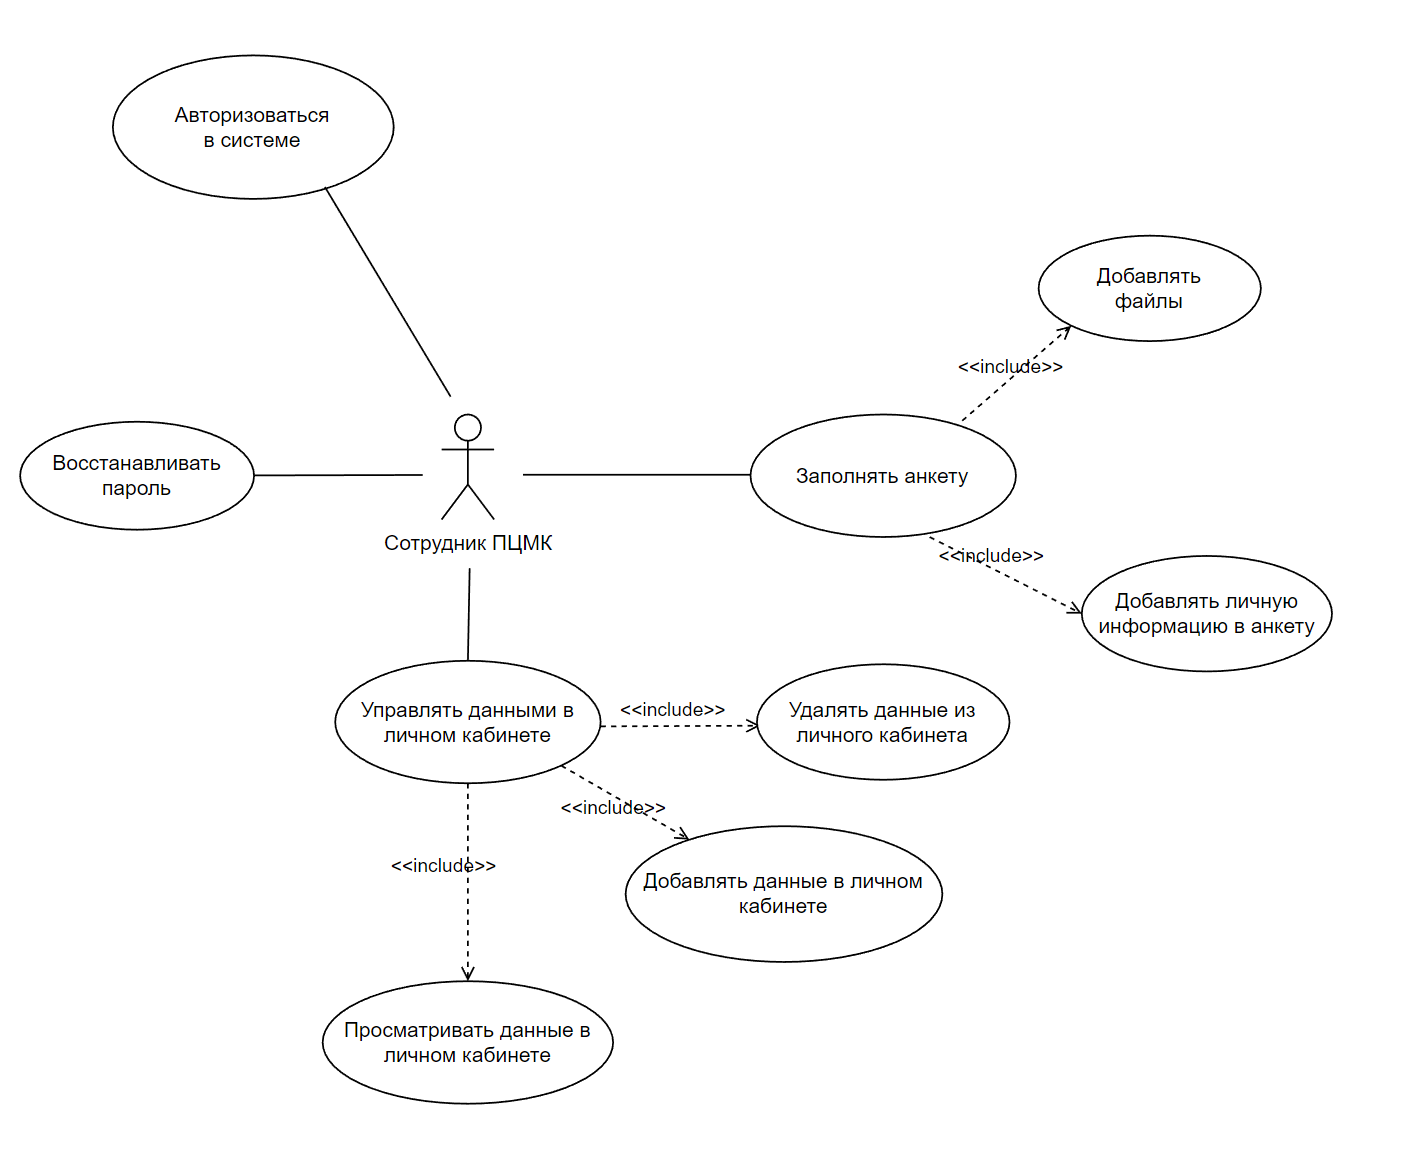 Авторизоваться
в системе
Добавлять
файлы
<<include>>
Восстанавливать
пароль
Заполнять анкету
Сотрудник ПЦМК
<<include>>
Добавлять личную
информацию в анкету
Управлять данными в
личном кабинете
<<include>>
Удалять данные из
личного кабинета
<<include>>
<<include>>
Добавлять данные в личном
кабинете
Просматривать данные в
личном кабинете